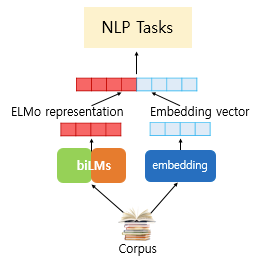 NLP Tasks
ELMo representation
Embedding vector
biLMs
embedding
Corpus